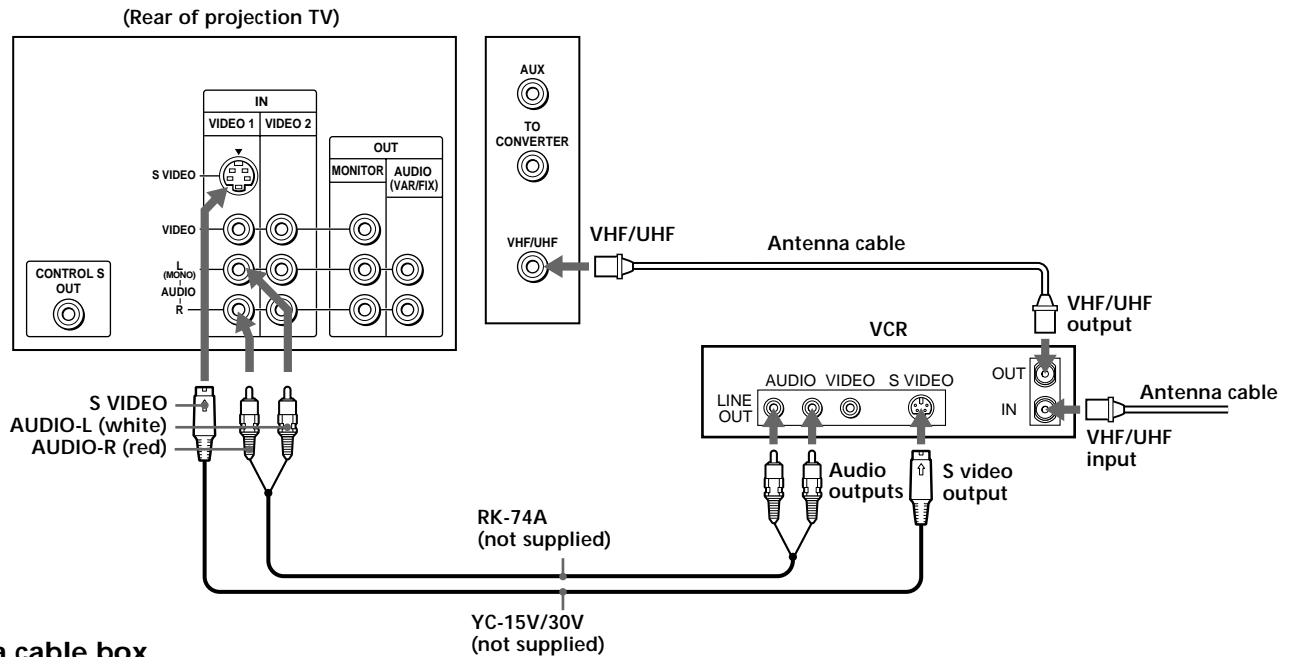 (Rear of projection TV)
IN
VIDEO 1 VIDEO 2
S VIDEO
VIDEO
L
(MONO)
AUDIO
R
OUT
MONITOR
AUDIO
(VAR/FIX)
CONTROL S
OUT
AUX
TO
CONVERTER
VHF/UHF
VHF/UHF
Antenna cable
VHF/UHF
output
VCR
AUDIO VIDEO S VIDEO
LINE
OUT
OUT
IN
Antenna cable
VHF/UHF
input
S VIDEO
AUDIO-L (white)
AUDIO-R (red)
Audio
outputs
S video
output
RK-74A
(not supplied)
YC-15V/30V
(not supplied)
a cable box